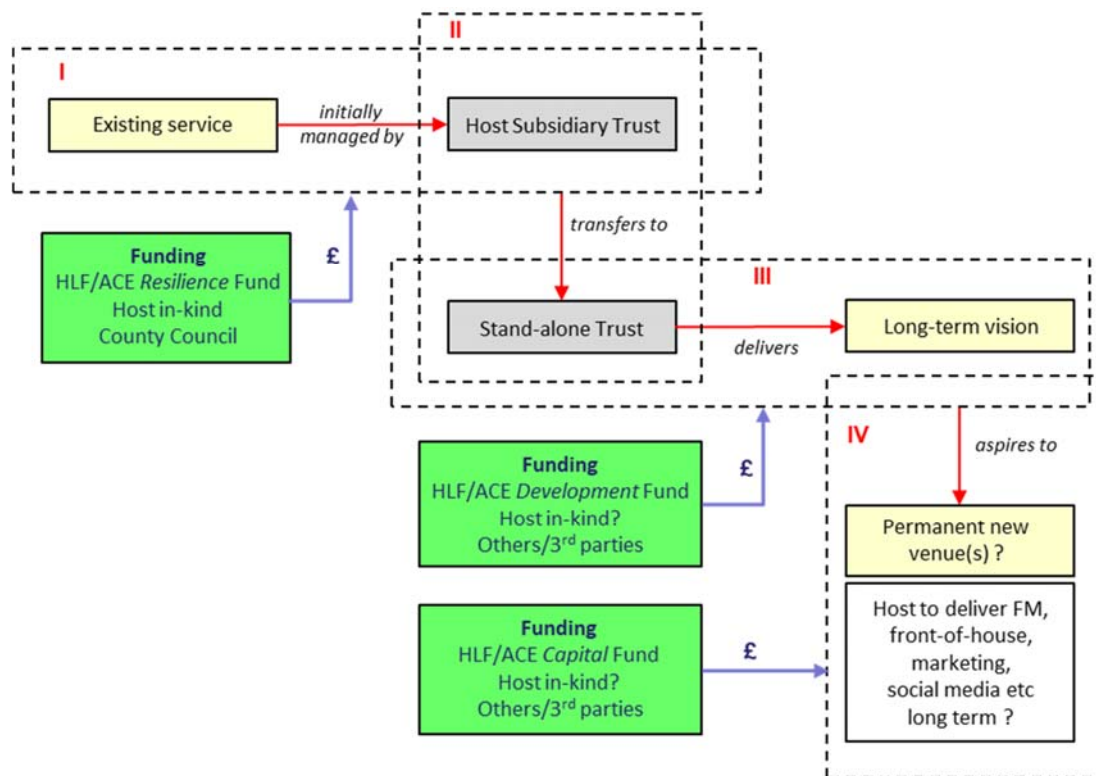 II
I
Existing service
initially
managed by
Host Subsidiary Trust
transfers to
Funding
HLF/ACE Resilience Fund
Host in-kind
County Council
£
III
Stand-alone Trust
delivers
Long-term vision
IV
aspires to
Funding
HLF/ACE Development Fund
Host in-kind?
Others/3rd parties
£
Permanent new
venue(s) ?
Funding
HLF/ACE Capital Fund
Host in-kind?
Others/3rd parties
£
Host to deliver FM,
front-of-house,
marketing,
social media etc
long term ?